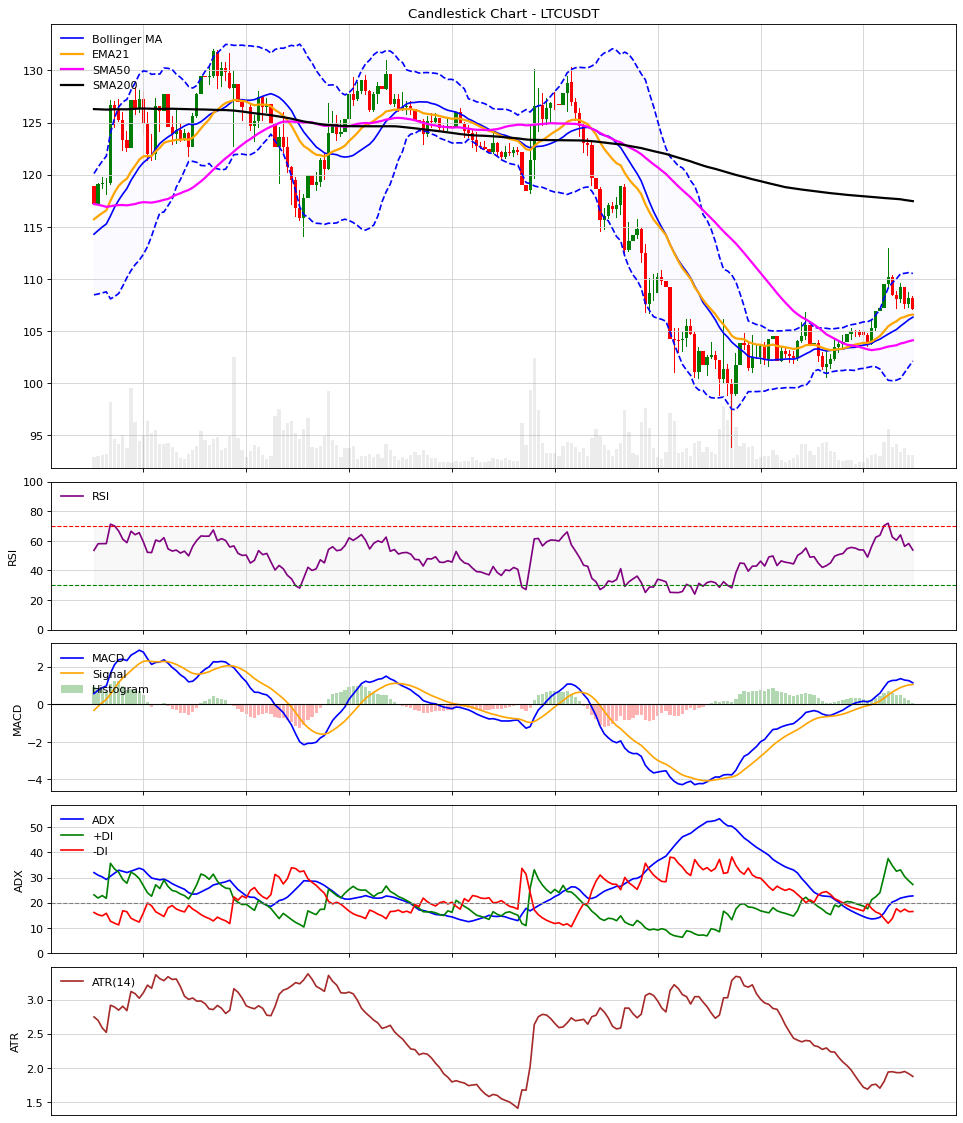 Candlestick Chart - LTCUSDT
Bollinger MA
EMA21
SMA50
SMA200
130
125
120
115
110
105
100
95
RSI
100
80
60
40
20
0
RSI
MACD
Signal
Histogram
2
0
−2
−4
MACD
ADX
+DI
-DI
50
40
30
20
10
0
ADX
ATR(14)
3.0
2.5
2.0
1.5
ATR